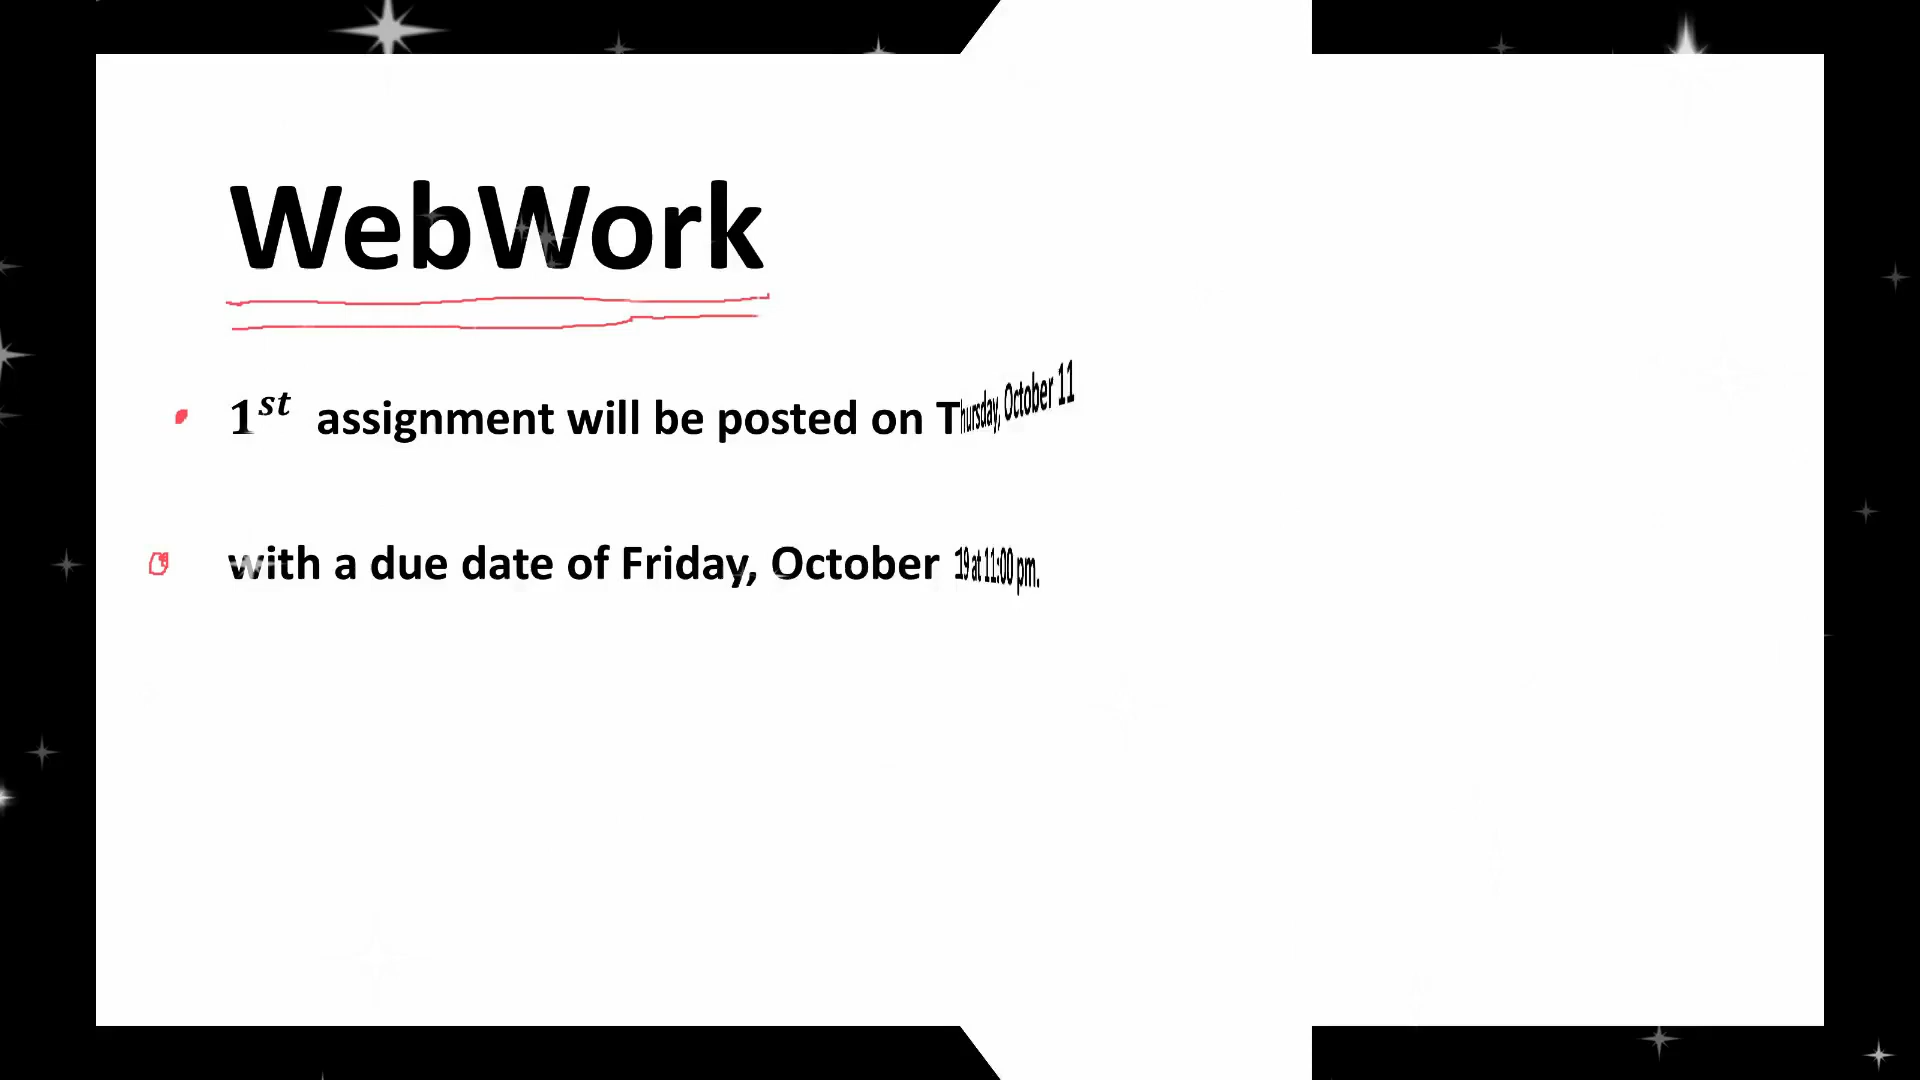 WebWork
1st assignment will be posted on Thursday, October 11
with a due date of Friday, October 19 at 11:00 pm.